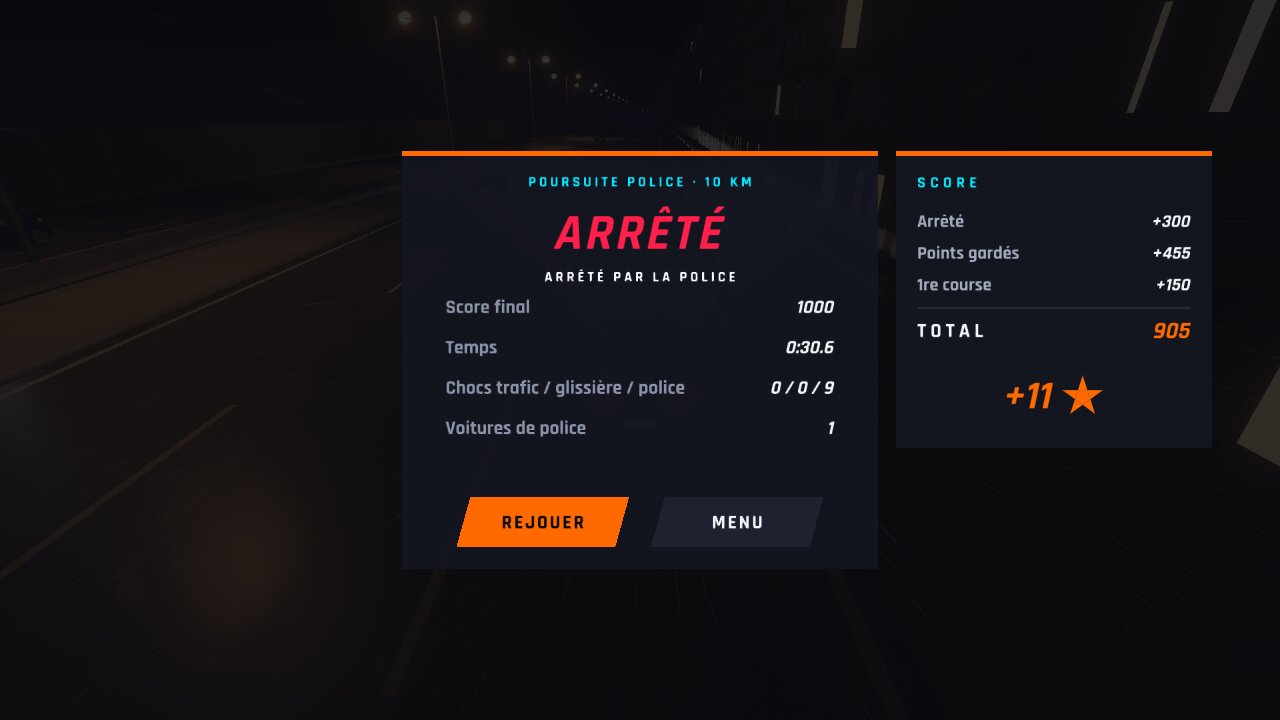 POURSUITE POLICE · 10 KM
ARRÊTÉ
ARRÊTÉ PAR LA POLICE
Score final 1000
Temps 0:30.6
Chocs trafic / glissière / police 0 / 0 / 9
Voitures de police 1
REJOUER MENU
SCORE
Arrêté +300
Points gardés +455
1re course +150
TOTAL 905
+11